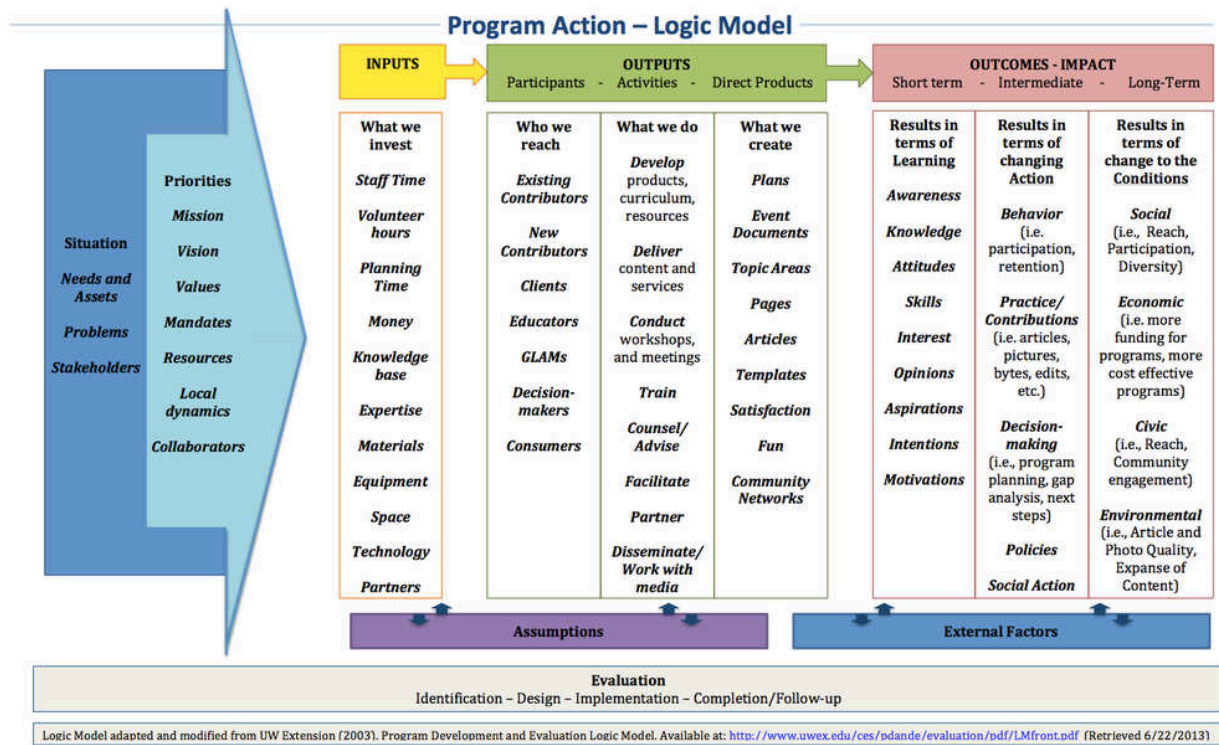 Program Action – Logic Model
Situation
Needs and
Assets
Problems
Stakeholders
Priorities
Mission
Vision
Values
Mandates
Resources
Local
dynamics
Collaborators
INPUTS
What we
invest
Staff Time
Volunteer
hours
Planning
Time
Money
Knowledge
base
Expertise
Materials
Equipment
Space
Technology
Partners
OUTPUTS
Participants - Activities - Direct Products
Who we
reach
Existing
Contributors
New
Contributors
Clients
Educators
GLAMs
Decision-
makers
Consumers
What we do
Develop
products,
curriculum,
resources
Deliver
content and
services
Conduct
workshops,
and meetings
Train
Counsel/
Advise
Facilitate
Partner
Disseminate/
Work with
media
What we
create
Plans
Event
Documents
Topic Areas
Pages
Articles
Templates
Satisfaction
Fun
Community
Networks
OUTCOMES - IMPACT
Short term - Intermediate - Long-Term
Results in
terms of
Learning
Awareness
Knowledge
Attitudes
Skills
Interest
Opinions
Aspirations
Intentions
Motivations
Results in
terms of
changing
Action
Behavior
(i.e.
participation,
retention)
Practice/
Contributions
(i.e. articles,
pictures,
bytes, edits,
etc.)
Decision-
making
(i.e., program
planning, gap
analysis, next
steps)
Policies
Social Action
Results in
terms of
change to the
Conditions
Social
(i.e., Reach,
Participation,
Diversity)
Economic
(i.e. more
funding for
programs, more
cost effective
programs)
Civic
(i.e., Reach,
Community
engagement)
Environmental
(i.e., Article and
Photo Quality,
Expanse of
Content)
Assumptions
External Factors
Evaluation
Identification – Design – Implementation – Completion/Follow-up
Logic Model adapted and modified from UW Extension (2003). Program Development and Evaluation Logic Model. Available at: http://www.uwex.edu/ces/pdande/evaluation/pdf/LMfront.pdf (Retrieved 6/22/2013)